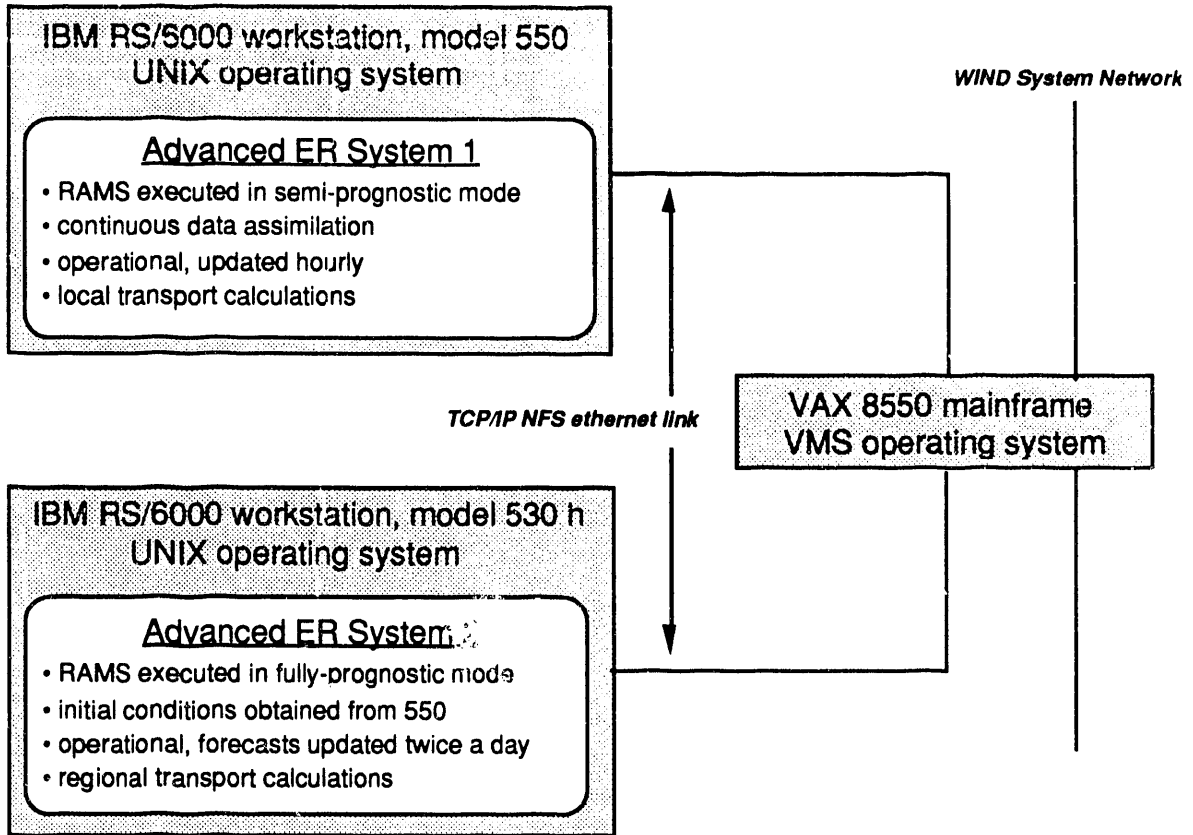 IBM RS/6000 workstation, model 550
UNIX operating system
Advanced ER System 1
• RAMS executed in semi-prognostic mode
• continuous data assimilation
• operational, updated hourly
• local transport calculations
WIND System Network
TCP/IP NFS ethernet link
VAX 8550 mainframe
VMS operating system
IBM RS/6000 workstation, model 530 h
UNIX operating system
Advanced ER System
• RAMS executed in fully-prognostic mode
• initial conditions obtained from 550
• operational, forecasts updated twice a day
• regional transport calculations